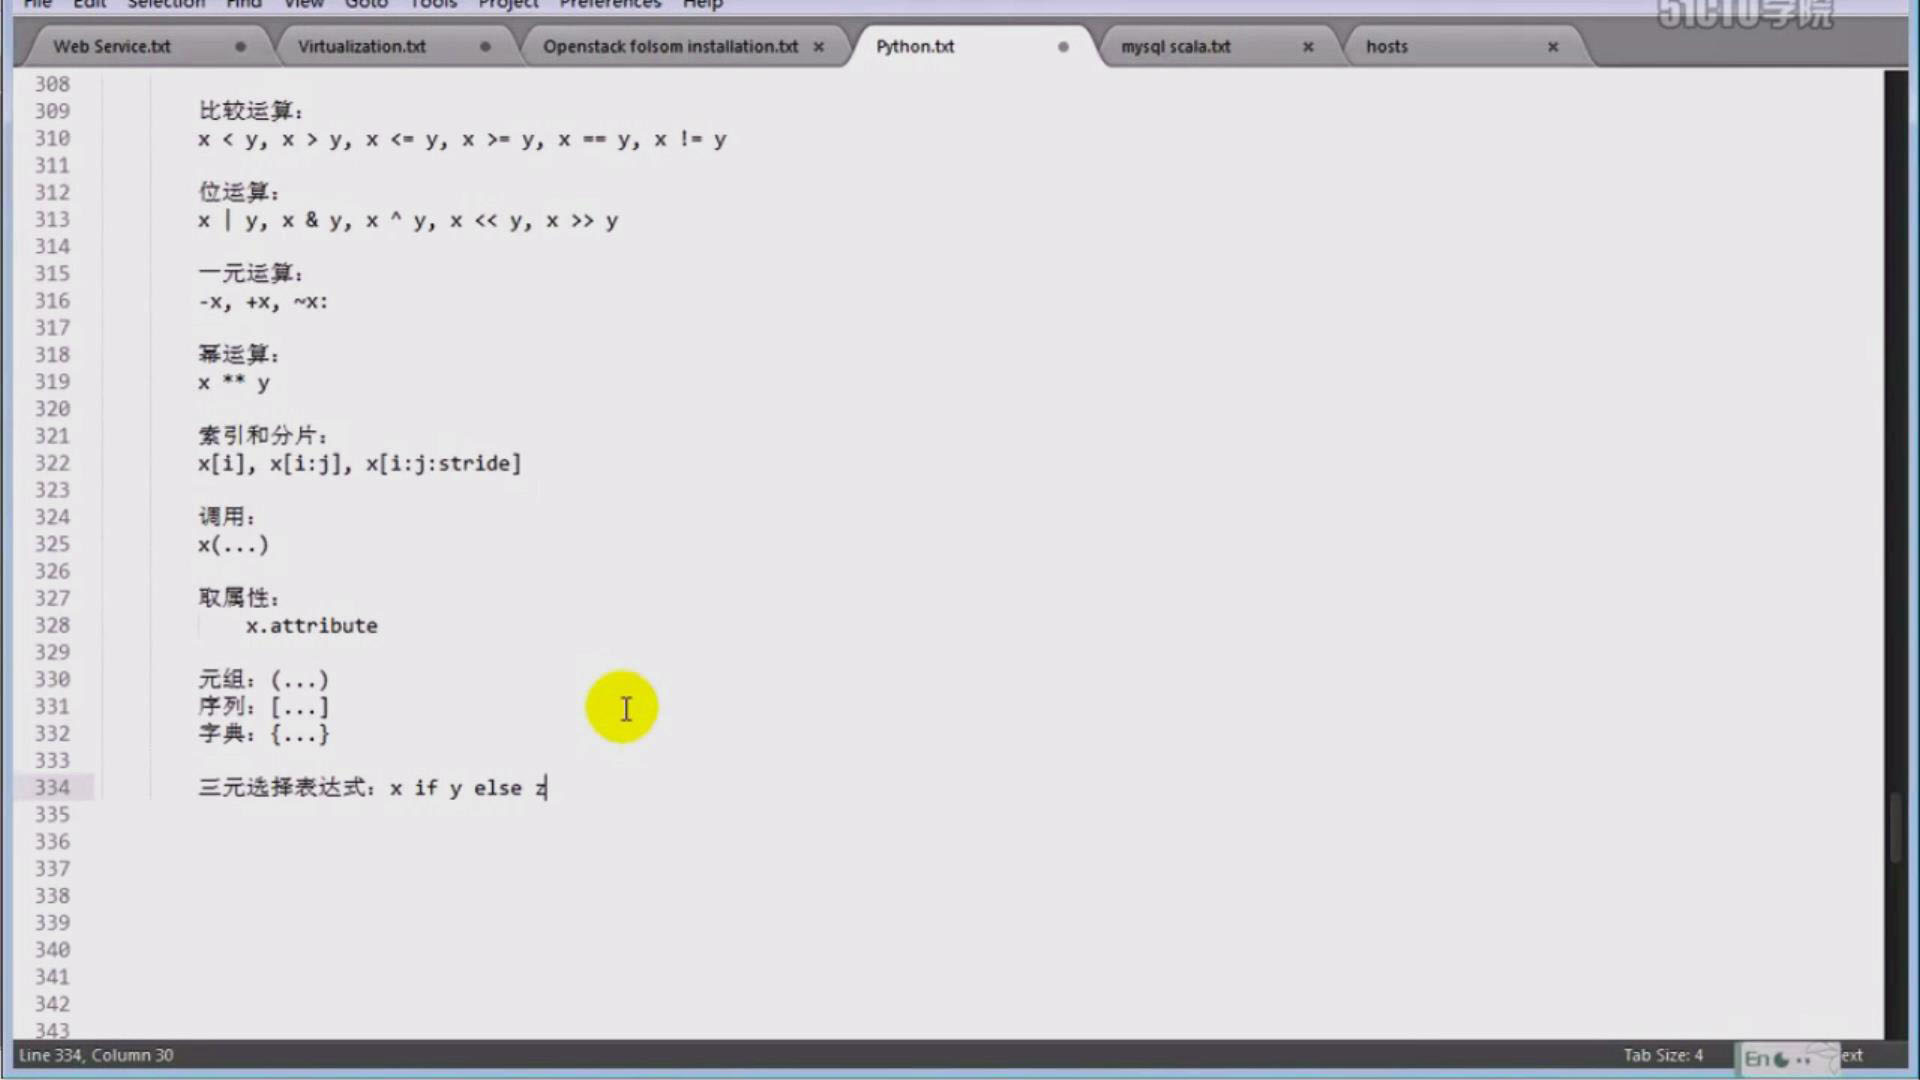 File Edit Selection Find View Goto Tools Project Preferences Help
51CTO学院
Web Service.txt Virtualization.txt Openstack folsom installation.txt Python.txt mysql scala.txt hosts
308
309 比较运算：
310 x < y, x > y, x <= y, x >= y, x == y, x != y
311
312 位运算：
313 x | y, x & y, x ^ y, x << y, x >> y
314
315 一元运算：
316 -x, +x, ~x:
317
318 幂运算：
319 x ** y
320
321 索引和分片：
322 x[i], x[i:j], x[i:j:stride]
323
324 调用：
325 x(...)
326
327 取属性：
328 x.attribute
329
330 元组：(...)
331 序列：[...]
332 字典：{...}
333
334 三元选择表达式：x if y else z
335
336
337
338
339
340
341
342
343
Line 334, Column 30 Tab Size: 4 En ext